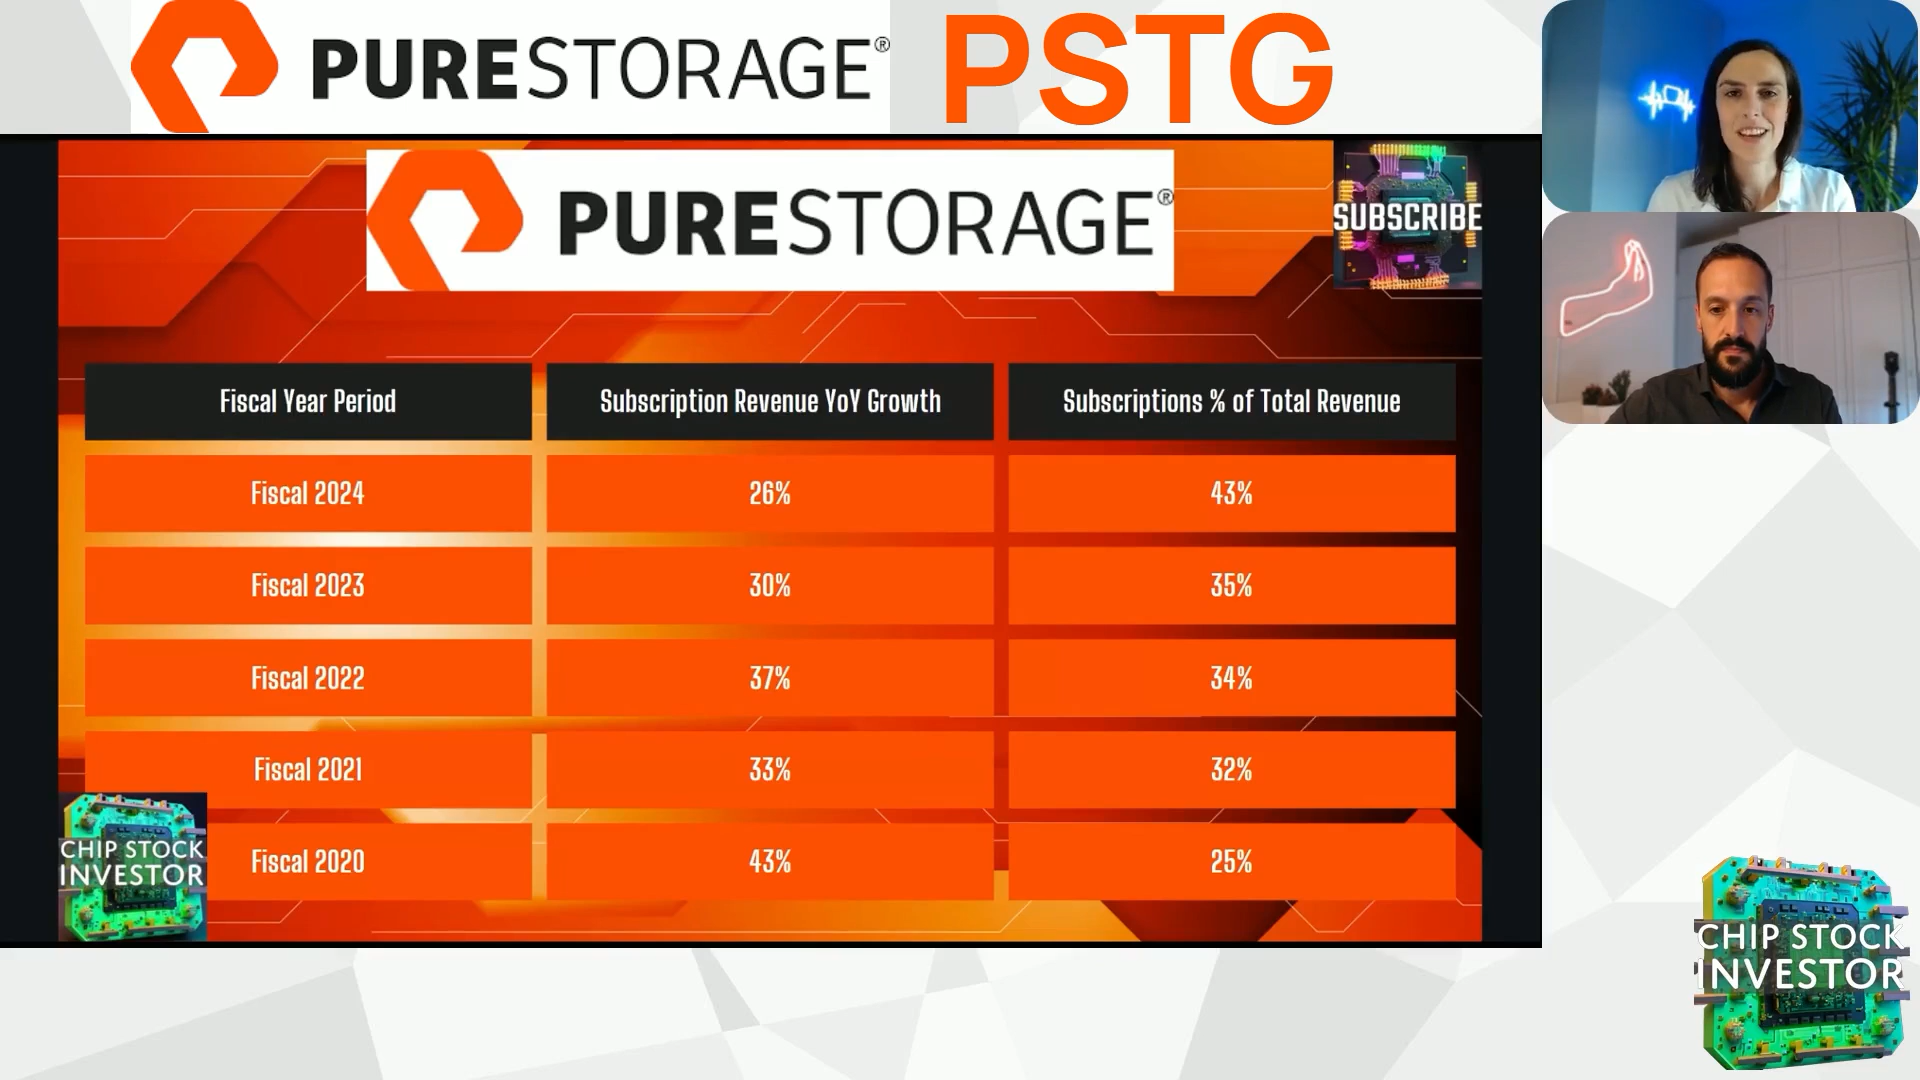 PURESTORAGE® PSTG
PURESTORAGE®
SUBSCRIBE
Fiscal Year Period Subscription Revenue YoY Growth Subscriptions % of Total Revenue
Fiscal 2024 26% 43%
Fiscal 2023 30% 35%
Fiscal 2022 37% 34%
Fiscal 2021 33% 32%
Fiscal 2020 43% 25%
CHIP STOCK
INVESTOR
CHIP STOCK
INVESTOR